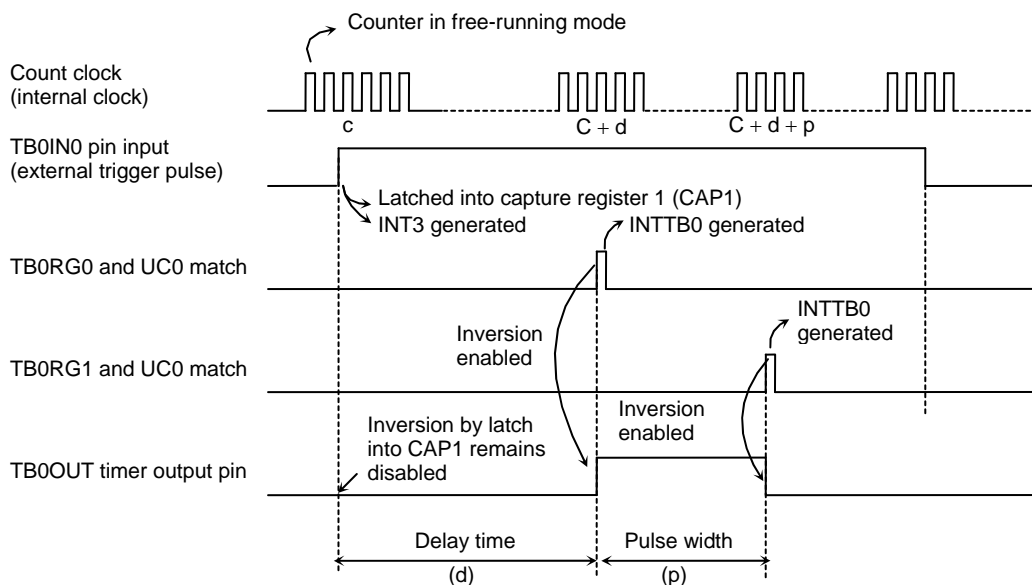 Counter in free-running mode
Count clock
(internal clock)
c
C + d
C + d + p
TB0IN0 pin input
(external trigger pulse)
Latched into capture register 1 (CAP1)
INT3 generated
INTTB0 generated
TB0RG0 and UC0 match
Inversion
enabled
INTTB0
generated
TB0RG1 and UC0 match
Inversion
enabled
Inversion by latch
into CAP1 remains
disabled
TB0OUT timer output pin
Delay time
(d)
Pulse width
(p)